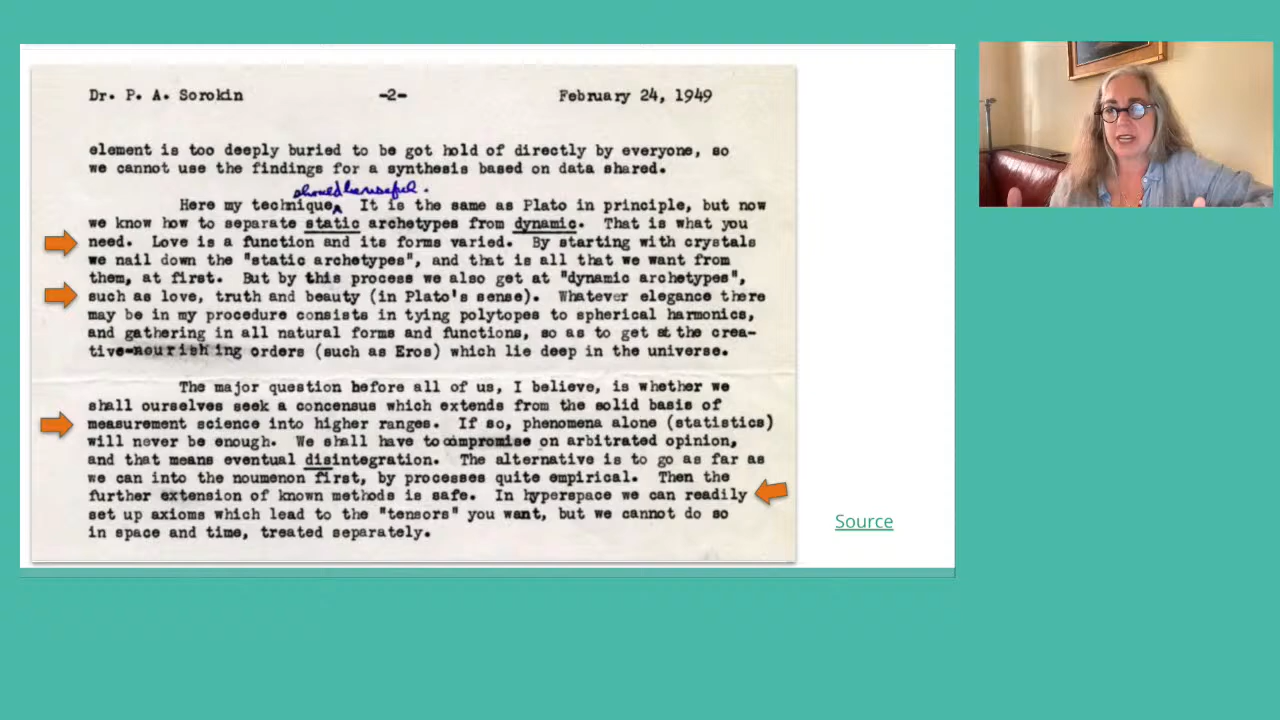 Dr. P. A. Sorokin -2- February 24, 1949
element is too deeply buried to be got hold of directly by everyone, so
we cannot use the findings for a synthesis based on data shared.
should be useful.
Here my technique‸ It is the same as Plato in principle, but now
we know how to separate static archetypes from dynamic. That is what you
need. Love is a function and its forms varied. By starting with crystals
we nail down the "static archetypes", and that is all that we want from
them, at first. But by this process we also get at "dynamic archetypes",
such as love, truth and beauty (in Plato's sense). Whatever elegance there
may be in my procedure consists in tying polytopes to spherical harmonics,
and gathering in all natural forms and functions, so as to get at the crea-
tive-nourishing orders (such as Eros) which lie deep in the universe.
The major question before all of us, I believe, is whether we
shall ourselves seek a concensus which extends from the solid basis of
measurement science into higher ranges. If so, phenomena alone (statistics)
will never be enough. We shall have to compromise on arbitrated opinion,
and that means eventual disintegration. The alternative is to go as far as
we can into the noumenon first, by processes quite empirical. Then the
further extension of known methods is safe. In hyperspace we can readily
set up axioms which lead to the "tensors" you want, but we cannot do so
in space and time, treated separately.
Source